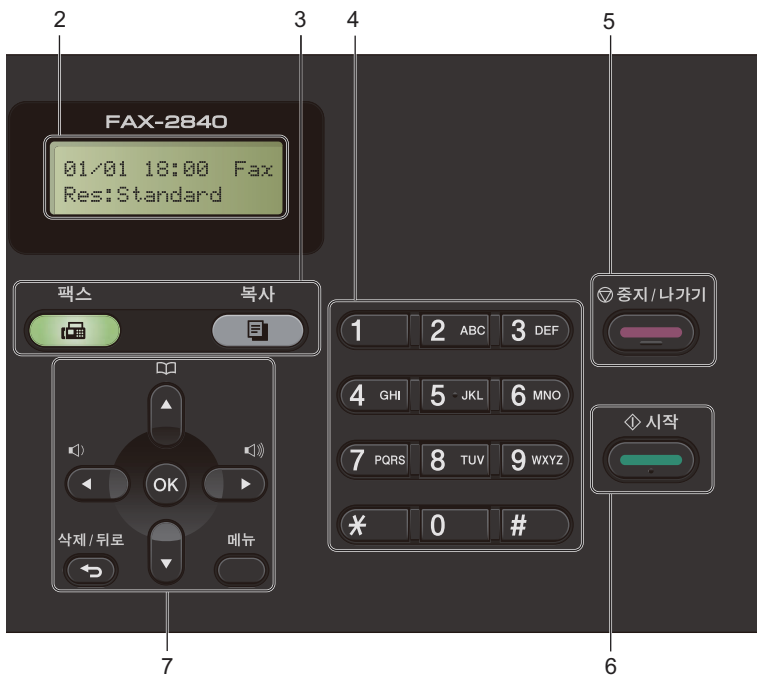 2 3 4 5
FAX-2840
01/01 18:00 Fax
Res:Standard
팩스 복사
중지/나가기
1 2 ABC 3 DEF
4 GHI 5 JKL 6 MNO
시작
7 PQRS 8 TUV 9 WXYZ
OK
* 0 #
삭제/뒤로 메뉴
7 6